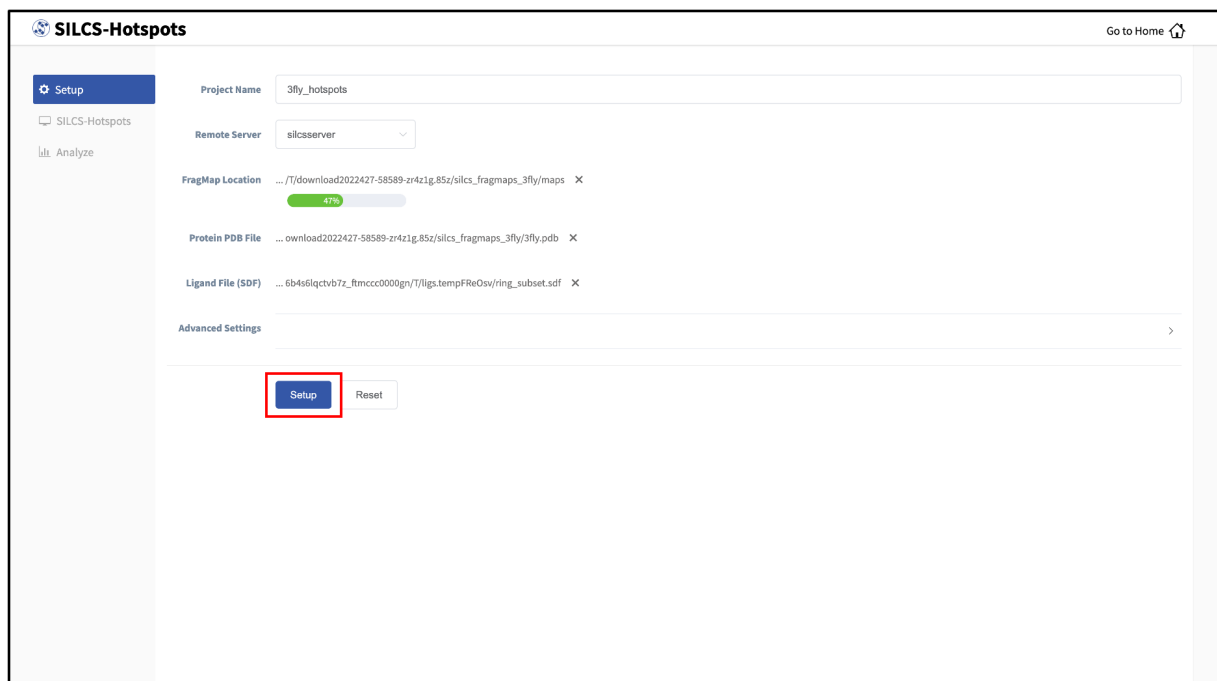 SILCS-Hotspots
Go to Home
Setup
SILCS-Hotspots
Analyze
Project Name 3fly_hotspots
Remote Server silcsserver
FragMap Location ... /T/download2022427-58589-zr4z1g.85z/silcs_fragmaps_3fly/maps ✕
47%
Protein PDB File ... ownload2022427-58589-zr4z1g.85z/silcs_fragmaps_3fly/3fly.pdb ✕
Ligand File (SDF) ... 6b4s6lqctvb7z_ftmccc0000gn/T/ligs.tempFReOsv/ring_subset.sdf ✕
Advanced Settings
Setup Reset